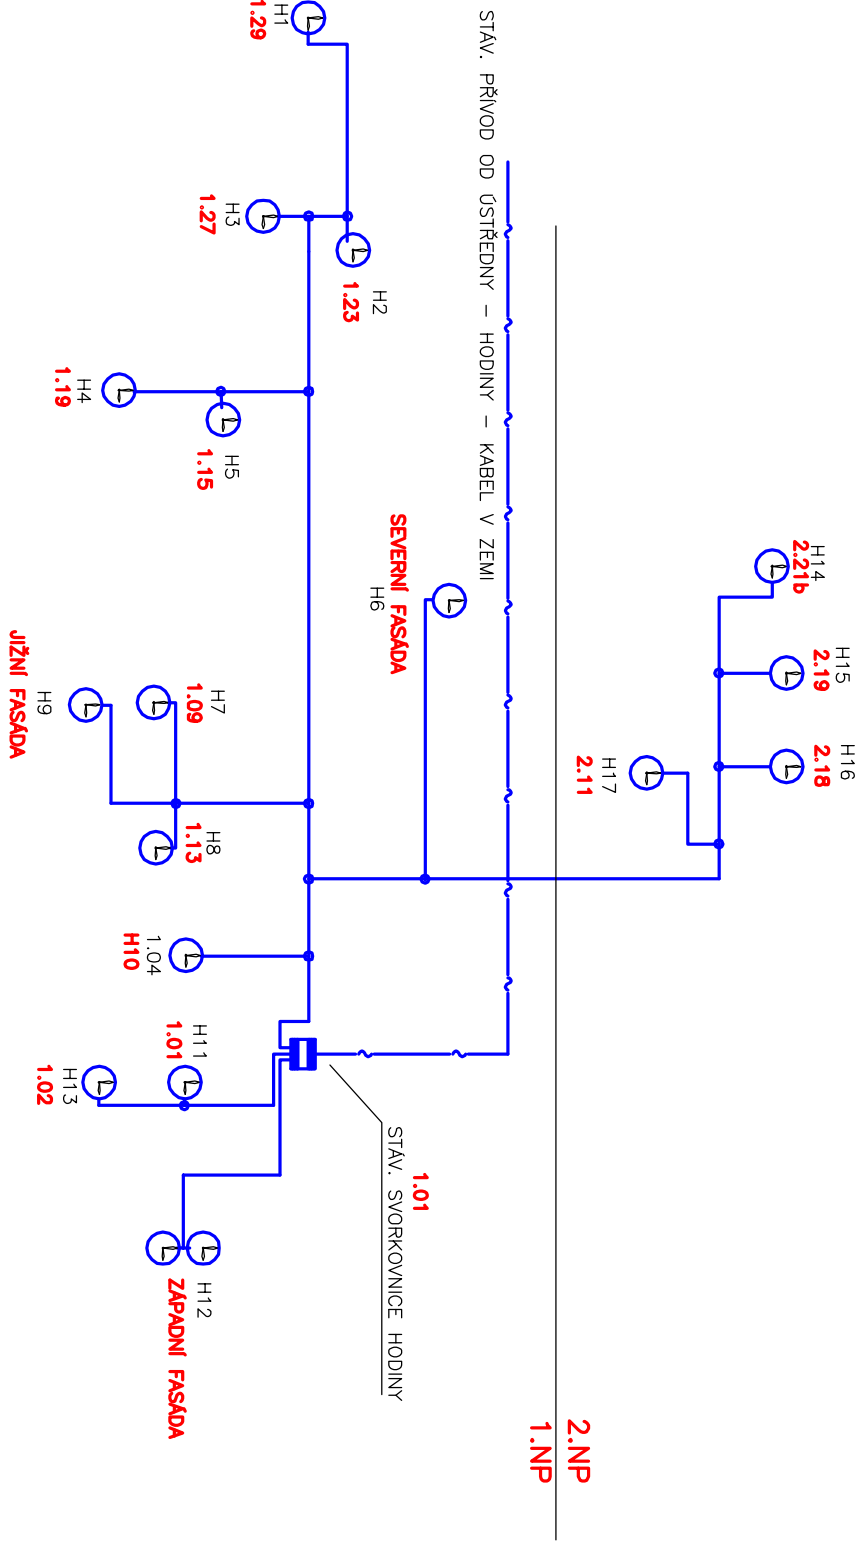 H14
2.21b
H15
2.19
H16
2.18
H17
2.11
2.NP
1.NP
STÁV. PŘÍVOD OD ÚSTŘEDNY – HODINY – KABEL V ZEMI
1.01
STÁV. SVORKOVNICE HODINY
SEVERNÍ FASÁDA
H6
H1
1.29
H2
1.23
H3
1.27
H4
1.19
H5
1.15
H7
1.09
H8
1.13
H9
JIŽNÍ FASÁDA
1.04
H10
H11
1.01
H13
1.02
H12
ZÁPADNÍ FASÁDA